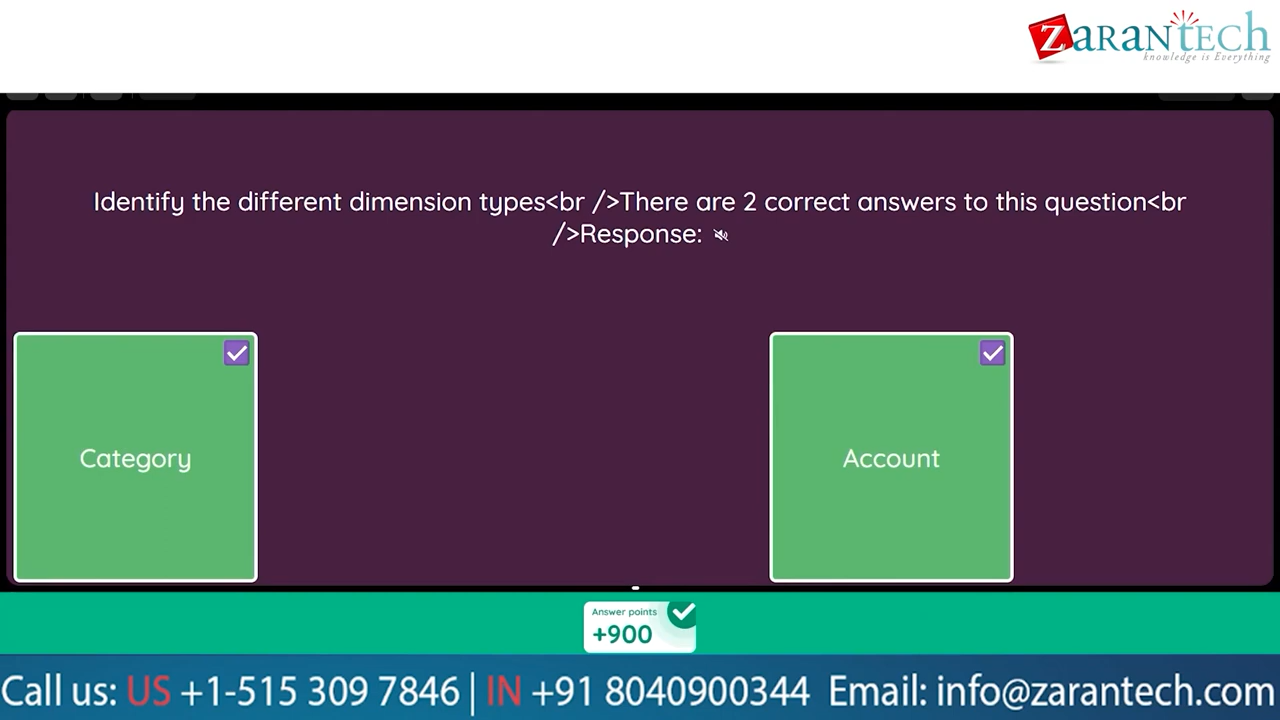 ZARANTECH
knowledge is Everything
Identify the different dimension types<br />There are 2 correct answers to this question<br
/>Response:
Category
Account
Answer points
+900
Call us: US +1-515 309 7846 | IN +91 8040900344 Email: info@zarantech.com